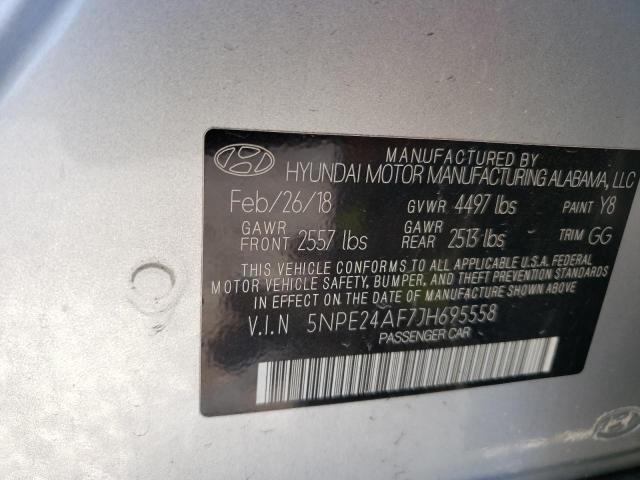 MANUFACTURED BY
HYUNDAI MOTOR MANUFACTURING ALABAMA, LLC
Feb/26/18 GVWR 4497 lbs PAINT Y8
GAWR FRONT 2557 lbs GAWR REAR 2513 lbs TRIM GG
THIS VEHICLE CONFORMS TO ALL APPLICABLE U.S.A. FEDERAL
MOTOR VEHICLE SAFETY, BUMPER, AND THEFT PREVENTION STANDARDS
IN EFFECT ON THE DATE OF MANUFACTURE SHOWN ABOVE.
V.I.N 5NPE24AF7JH695558
PASSENGER CAR